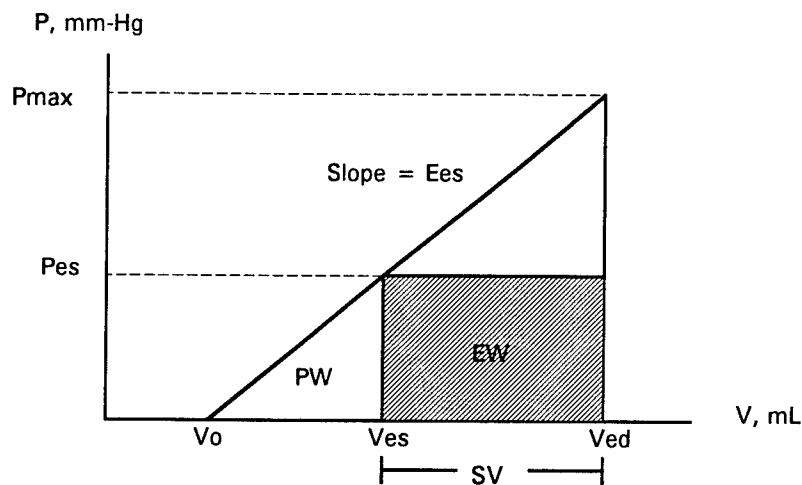 P, mm-Hg
Pmax
Slope = Ees
Pes
EW
PW
V, mL
Vo Ves Ved
SV